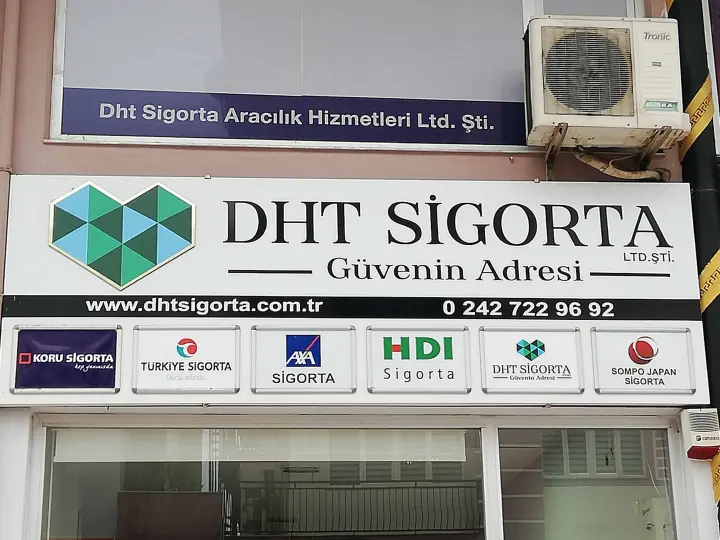 Tronic
Dht Sigorta Aracılık Hizmetleri Ltd. Şti.
DHT SİGORTA
LTD.ŞTİ.
Güvenin Adresi
www.dhtsigorta.com.tr
0 242 722 96 92
KORU SİGORTA
hep yanınızda
TÜRKİYE SİGORTA
AXA
SİGORTA
HDI
Sigorta
DHT SİGORTA
Güvenin Adresi
SOMPO JAPAN
SİGORTA